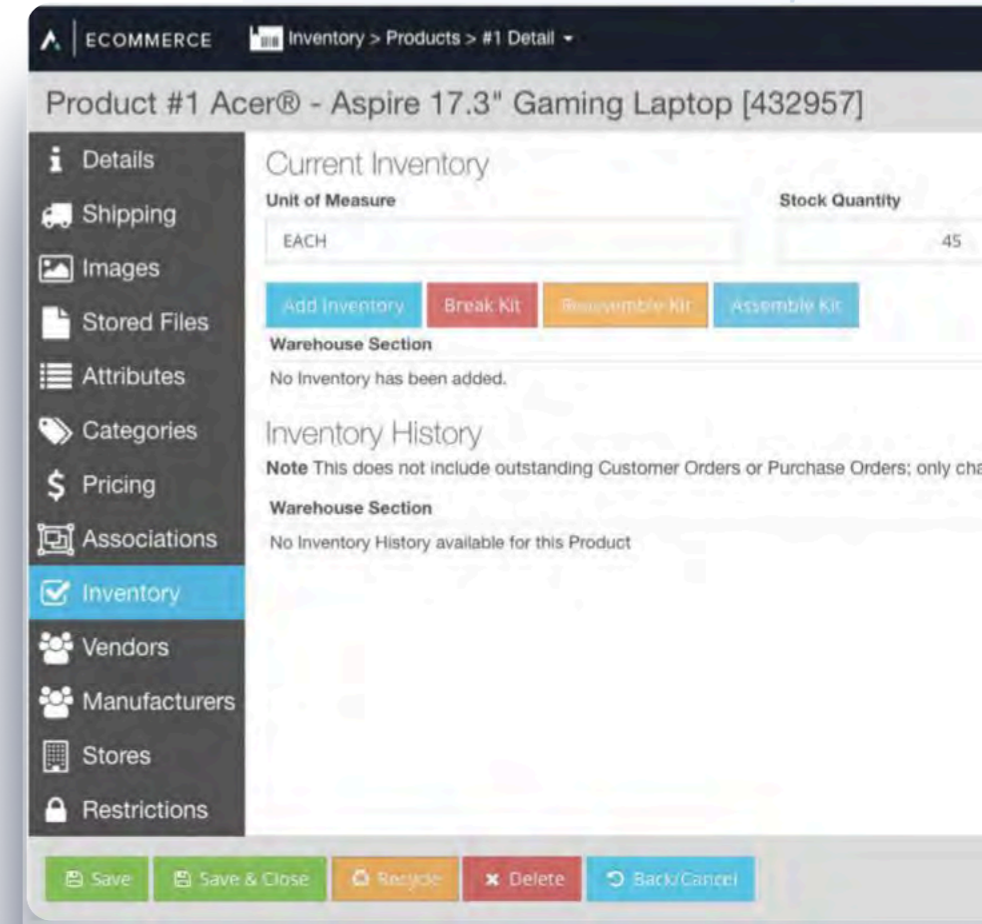 ECOMMERCE Inventory > Products > #1 Detail
Product #1 Acer® - Aspire 17.3" Gaming Laptop [432957]
Details
Shipping
Images
Stored Files
Attributes
Categories
Pricing
Associations
Inventory
Vendors
Manufacturers
Stores
Restrictions
Current Inventory
Unit of Measure Stock Quantity
EACH 45
Add Inventory Break Kit Reassemble Kit Assemble Kit
Warehouse Section
No Inventory has been added.
Inventory History
Note This does not include outstanding Customer Orders or Purchase Orders; only cha
Warehouse Section
No Inventory History available for this Product
Save Save & Close Recycle Delete Back/Cancel